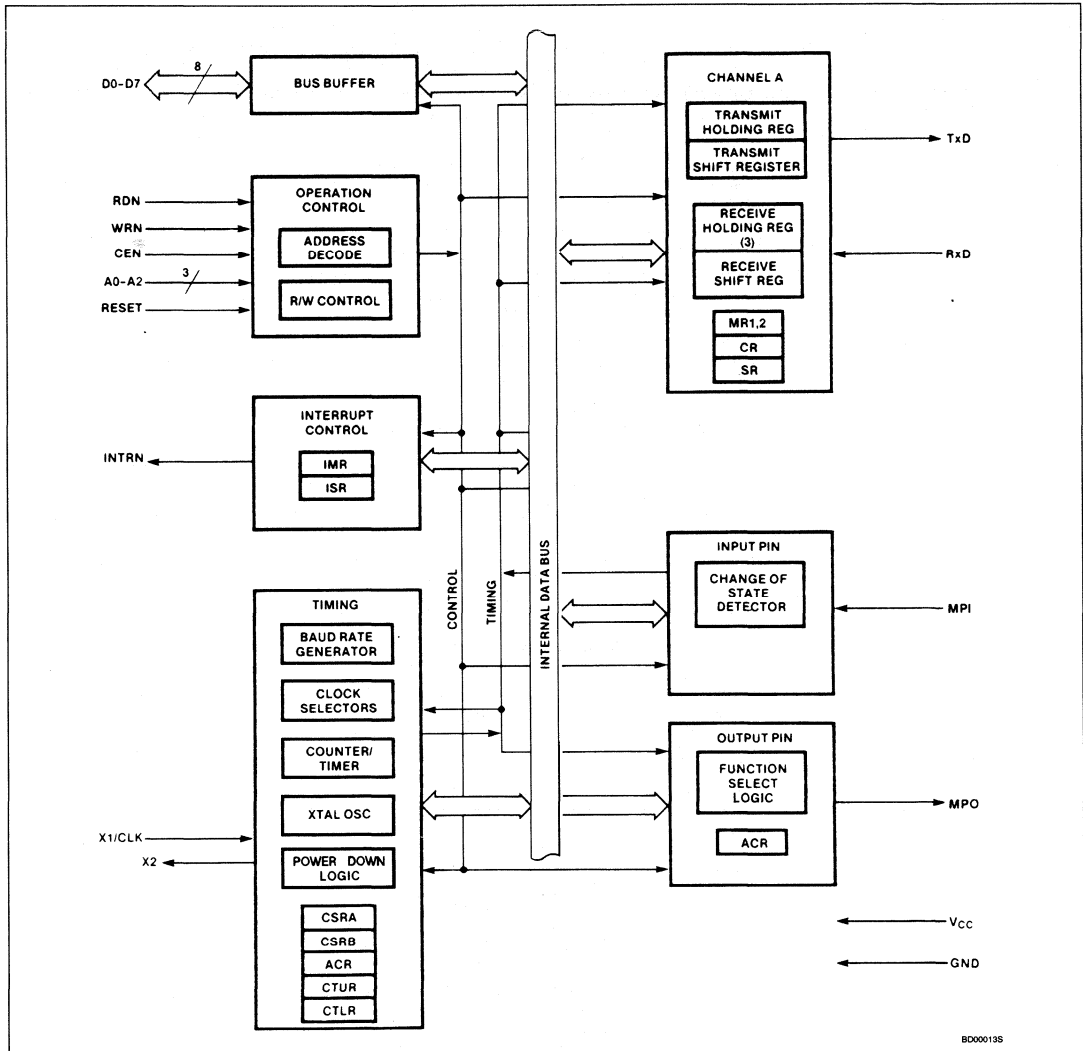 D0-D7
8
BUS BUFFER
RDN
WRN
CEN
A0-A2
3
RESET
OPERATION
CONTROL
ADDRESS
DECODE
R/W CONTROL
INTRN
INTERRUPT
CONTROL
IMR
ISR
TIMING
BAUD RATE
GENERATOR
CLOCK
SELECTORS
COUNTER/
TIMER
XTAL OSC
POWER DOWN
LOGIC
CSRA
CSRB
ACR
CTUR
CTLR
X1/CLK
X2
CONTROL
TIMING
INTERNAL DATA BUS
CHANNEL A
TRANSMIT
HOLDING REG
TRANSMIT
SHIFT REGISTER
RECEIVE
HOLDING REG
(3)
RECEIVE
SHIFT REG
MR1,2
CR
SR
TxD
RxD
INPUT PIN
CHANGE OF
STATE
DETECTOR
MPI
OUTPUT PIN
FUNCTION
SELECT
LOGIC
ACR
MPO
VCC
GND
BD00013S